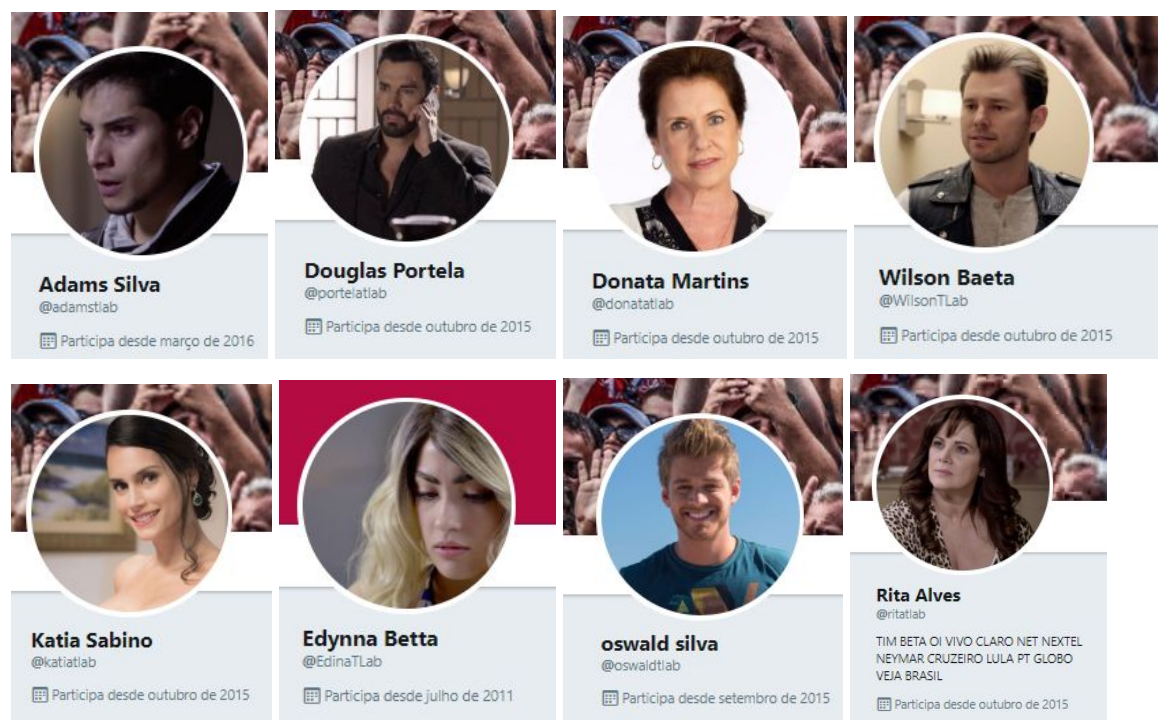 Adams Silva
@adamstlab
Participa desde março de 2016
Douglas Portela
@portelatlab
Participa desde outubro de 2015
Donata Martins
@donatatlab
Participa desde outubro de 2015
Wilson Baeta
@WilsonTLab
Participa desde outubro de 2015
Katia Sabino
@katiatlab
Participa desde outubro de 2015
Edynna Betta
@EdinaTLab
Participa desde julho de 2011
oswald silva
@oswaldtlab
Participa desde setembro de 2015
Rita Alves
@ritatlab
TIM BETA OI VIVO CLARO NET NEXTEL
NEYMAR CRUZEIRO LULA PT GLOBO
VEJA BRASIL
Participa desde outubro de 2015